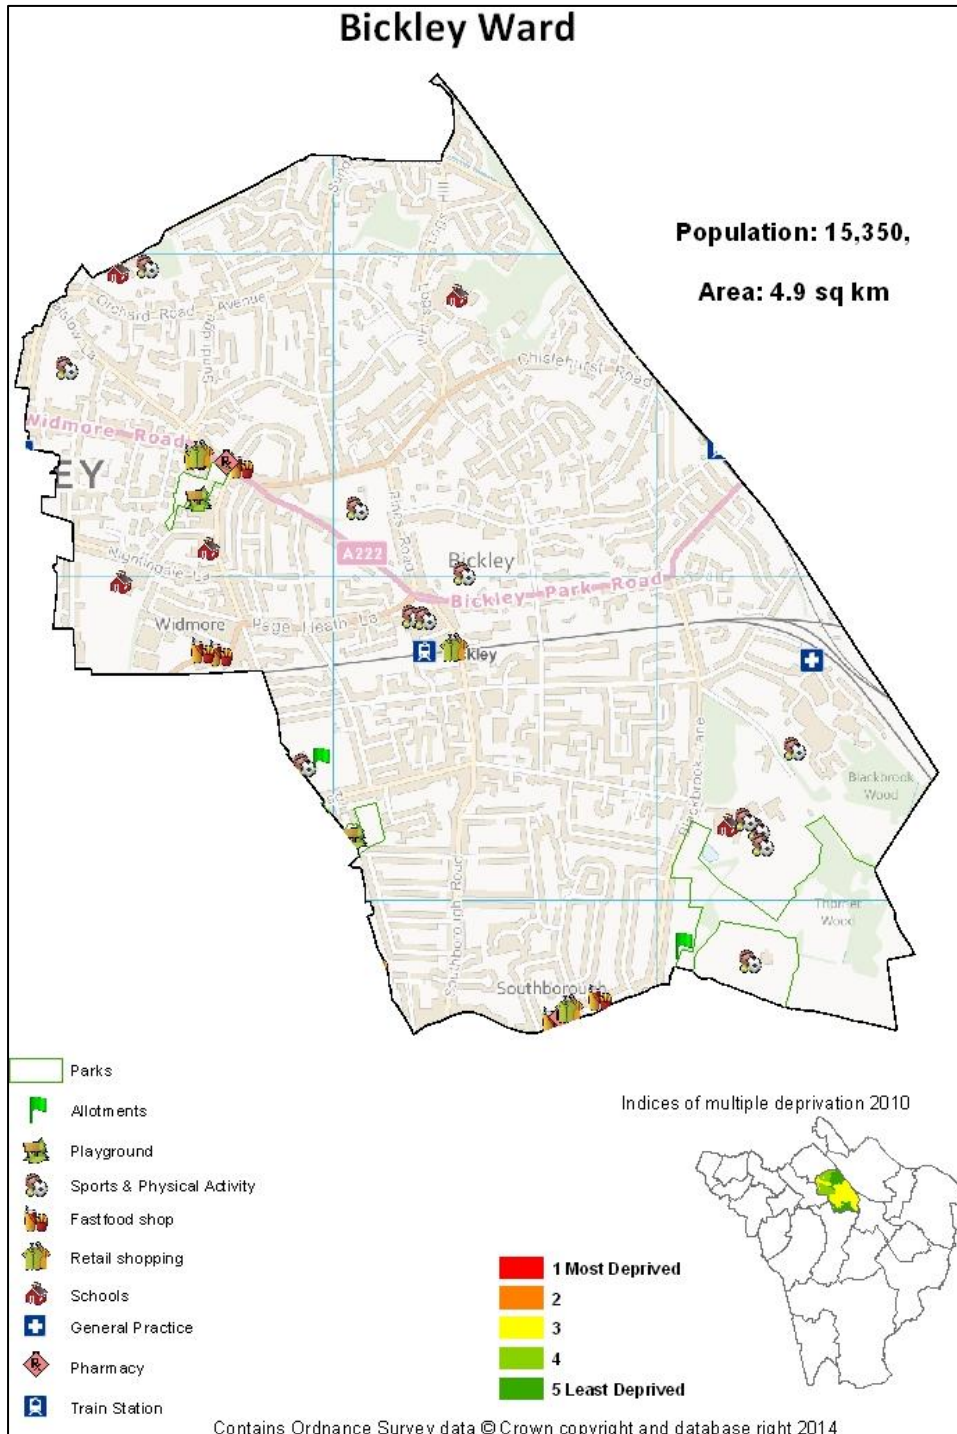 Bickley Ward
Population: 15,350,
Area: 4.9 sq km
Orchard Road
Avenue
Sundridge
Chislehurst Road
Widmore Road
EY
A222
Bickley
Nightingale La
Bickley Park Road
Widmore
Page Heath La
kley
Blackbrook Lane
Blackbrook
Wood
Southborough Road
Thornet
Wood
Southborough
Parks
Allotments
Playground
Sports & Physical Activity
Fastfood shop
Retail shopping
Schools
General Practice
Pharmacy
Train Station
Indices of multiple deprivation 2010
1 Most Deprived
2
3
4
5 Least Deprived
Contains Ordnance Survey data © Crown copyright and database right 2014